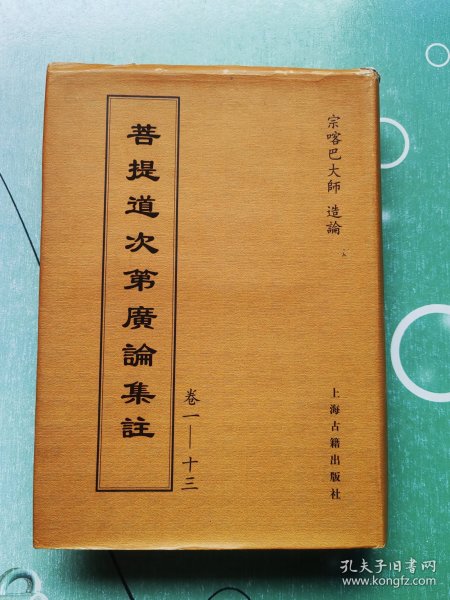 宗喀巴大師 造論
菩提道次第廣論集註
卷一——十三
上海古籍出版社
孔夫子旧书网
www.kongfz.com